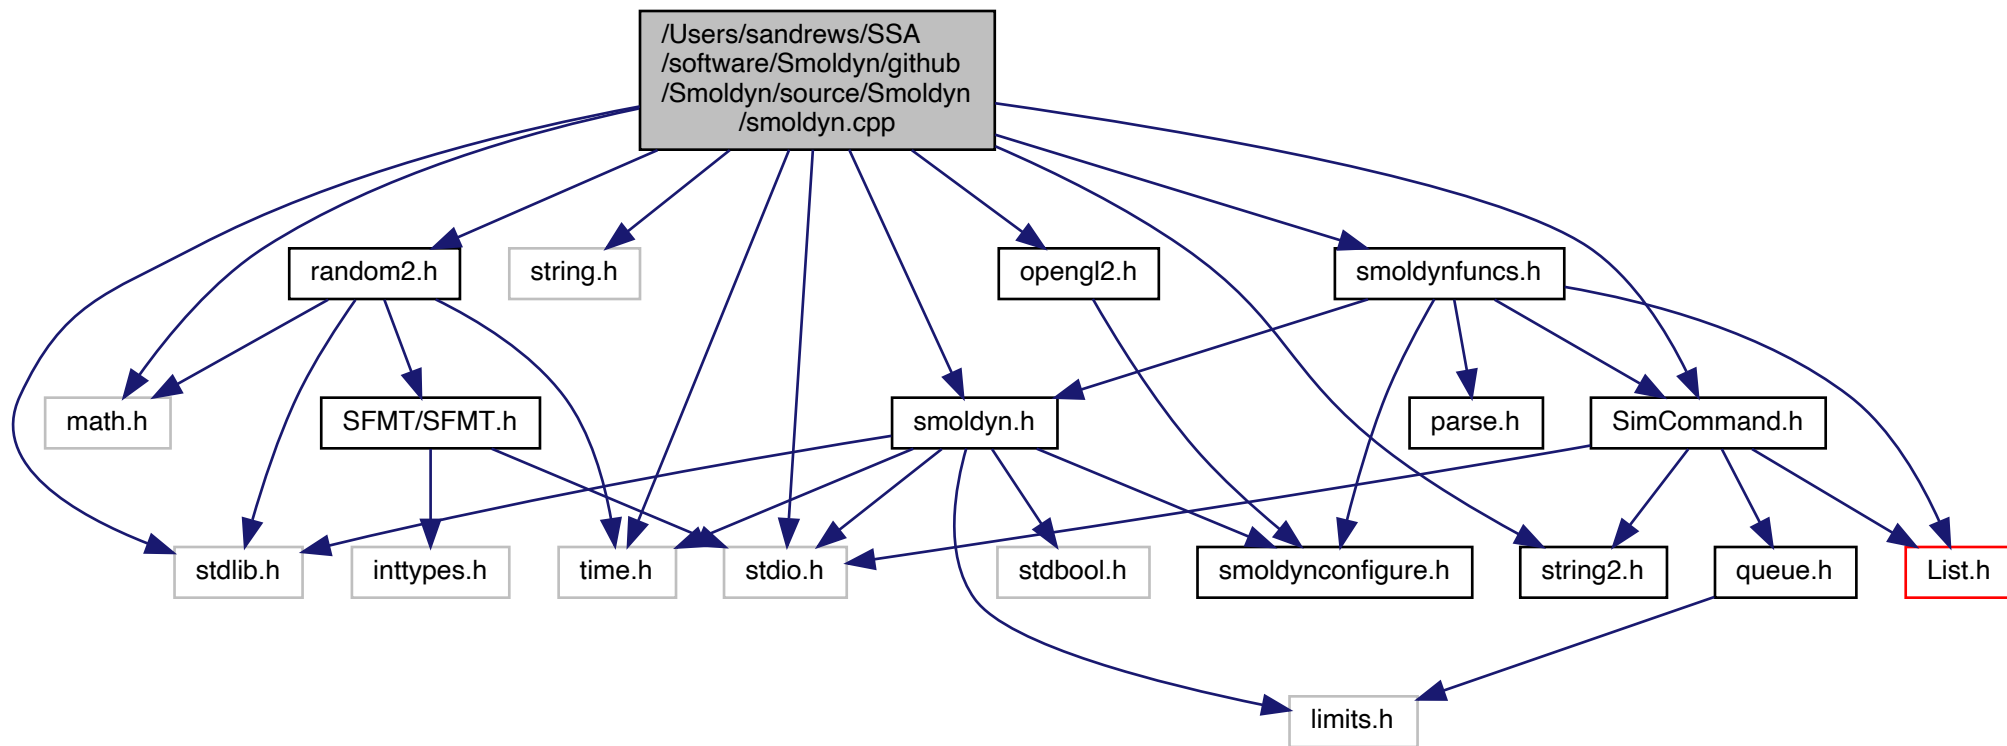 /Users/sandrews/SSA
/software/Smoldyn/github
/Smoldyn/source/Smoldyn
/smoldyn.cpp
random2.h
string.h
opengl2.h
smoldynfuncs.h
math.h
SFMT/SFMT.h
smoldyn.h
parse.h
SimCommand.h
stdlib.h
inttypes.h
time.h
stdio.h
stdbool.h
smoldynconfigure.h
string2.h
queue.h
List.h
limits.h